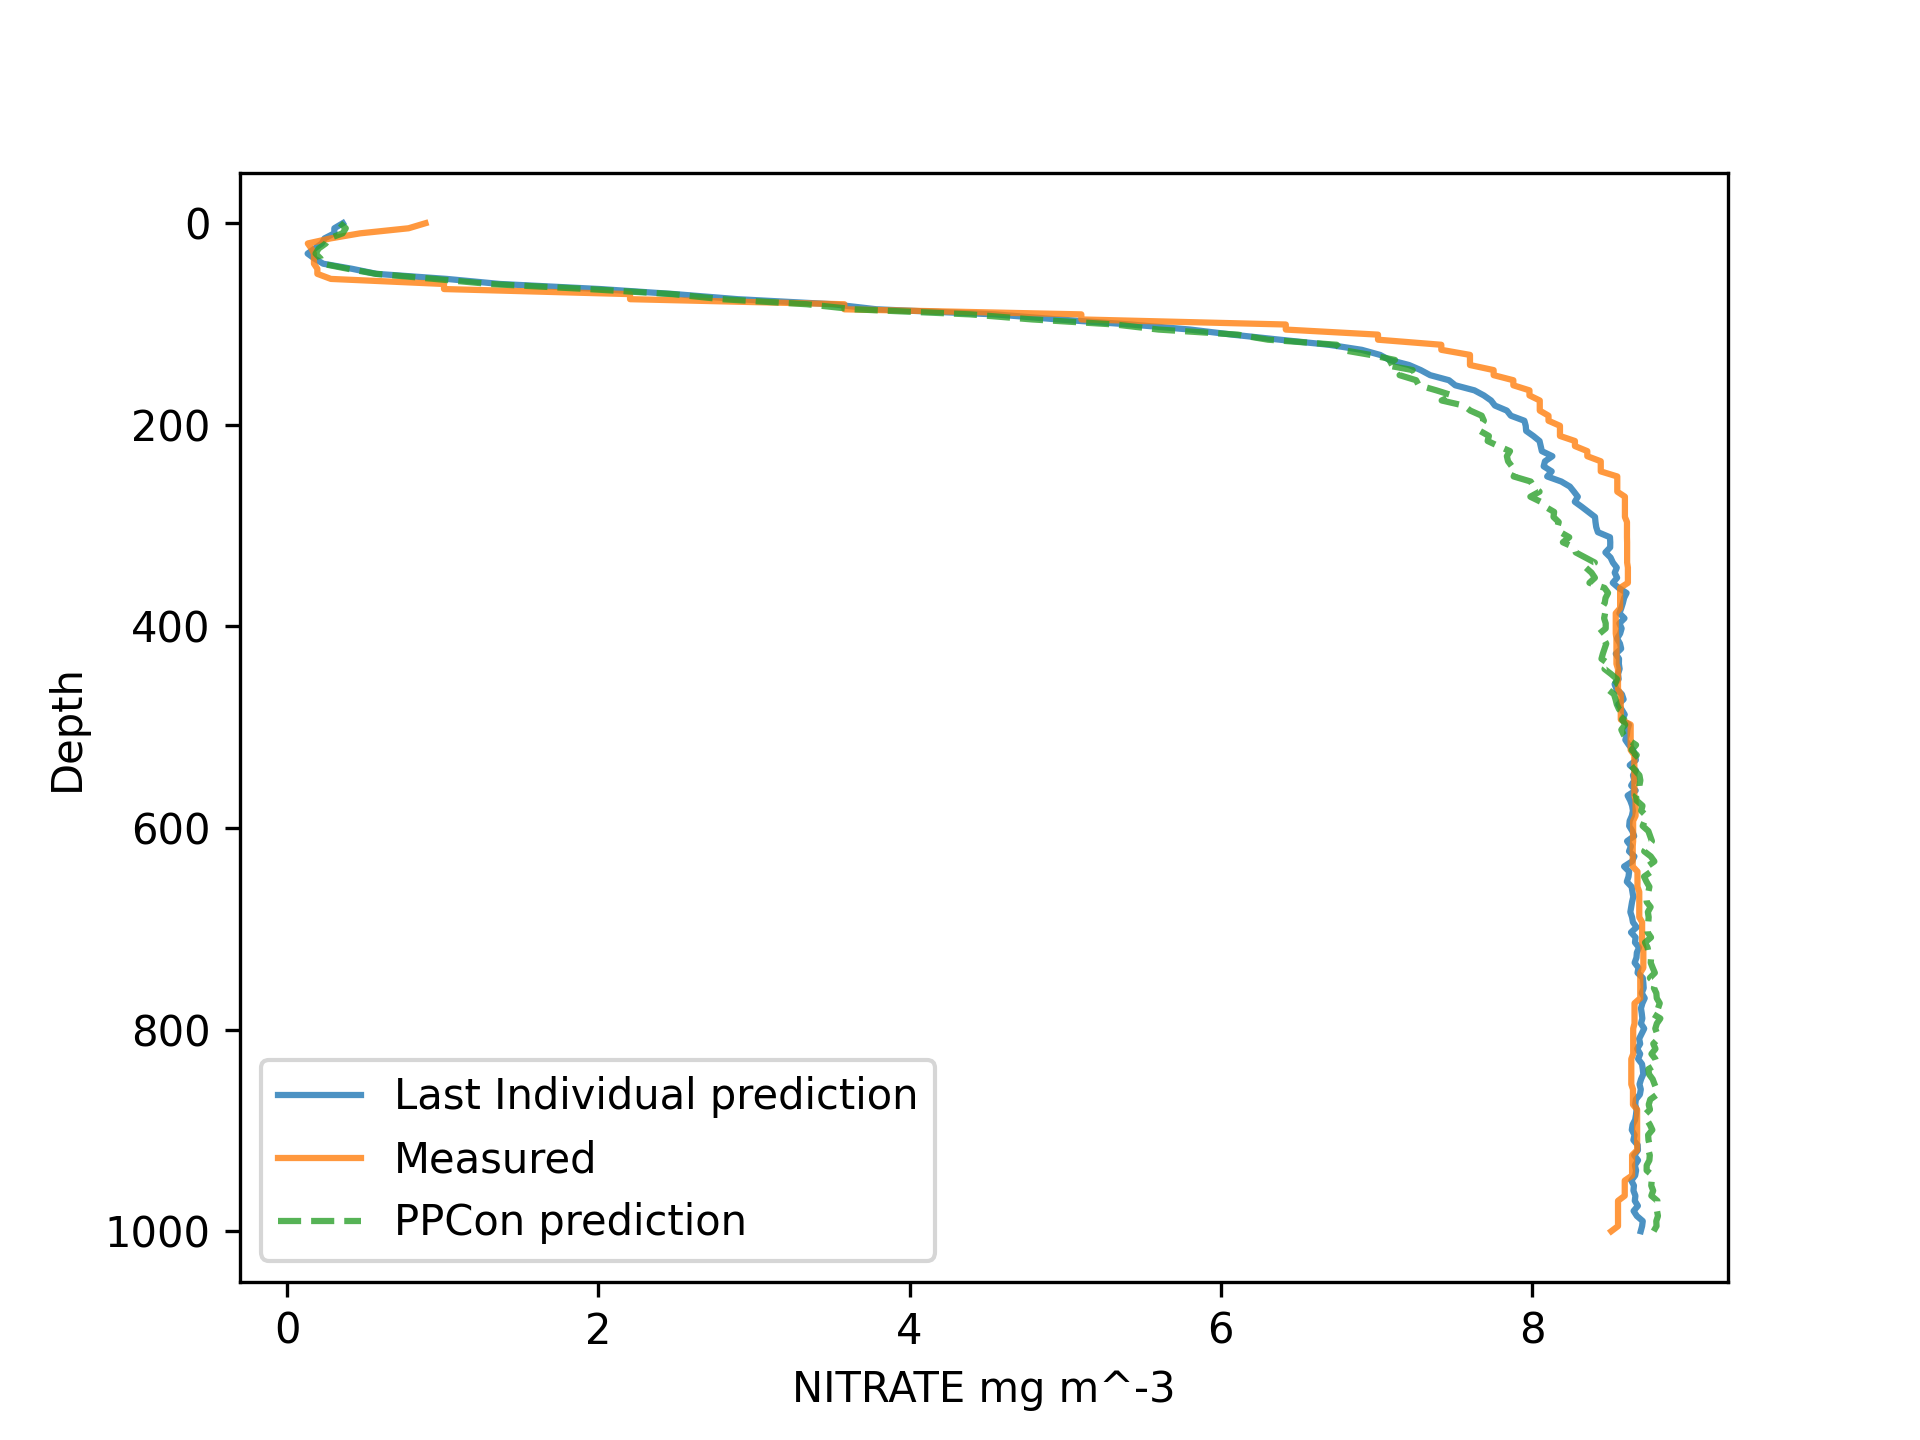 0
200
400
600
800
1000
Depth
Last Individual prediction
Measured
PPCon prediction
0 2 4 6 8
NITRATE mg m^-3